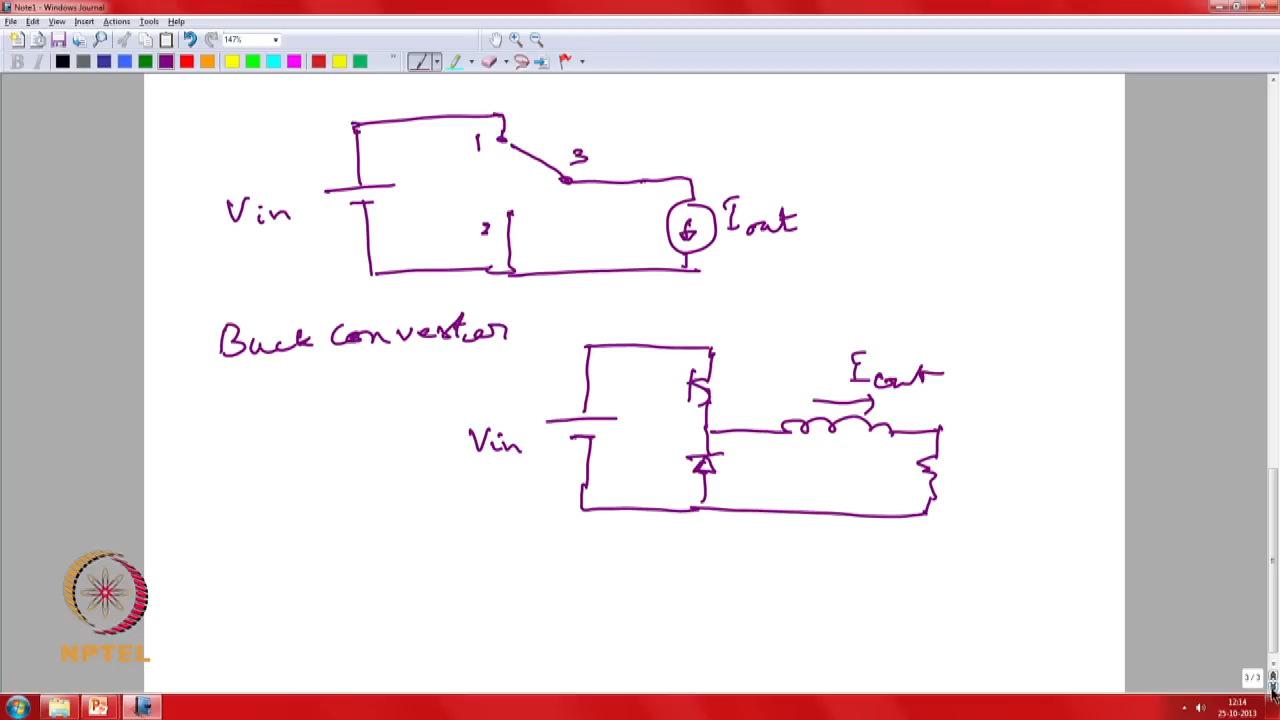 Note1 - Windows Journal
File Edit View Insert Actions Tools Help
147%
B I
1
3
Vin
2
Iout
Buck Converter
Iout
Vin
NPTEL
3 / 3
12:14
25-10-2013